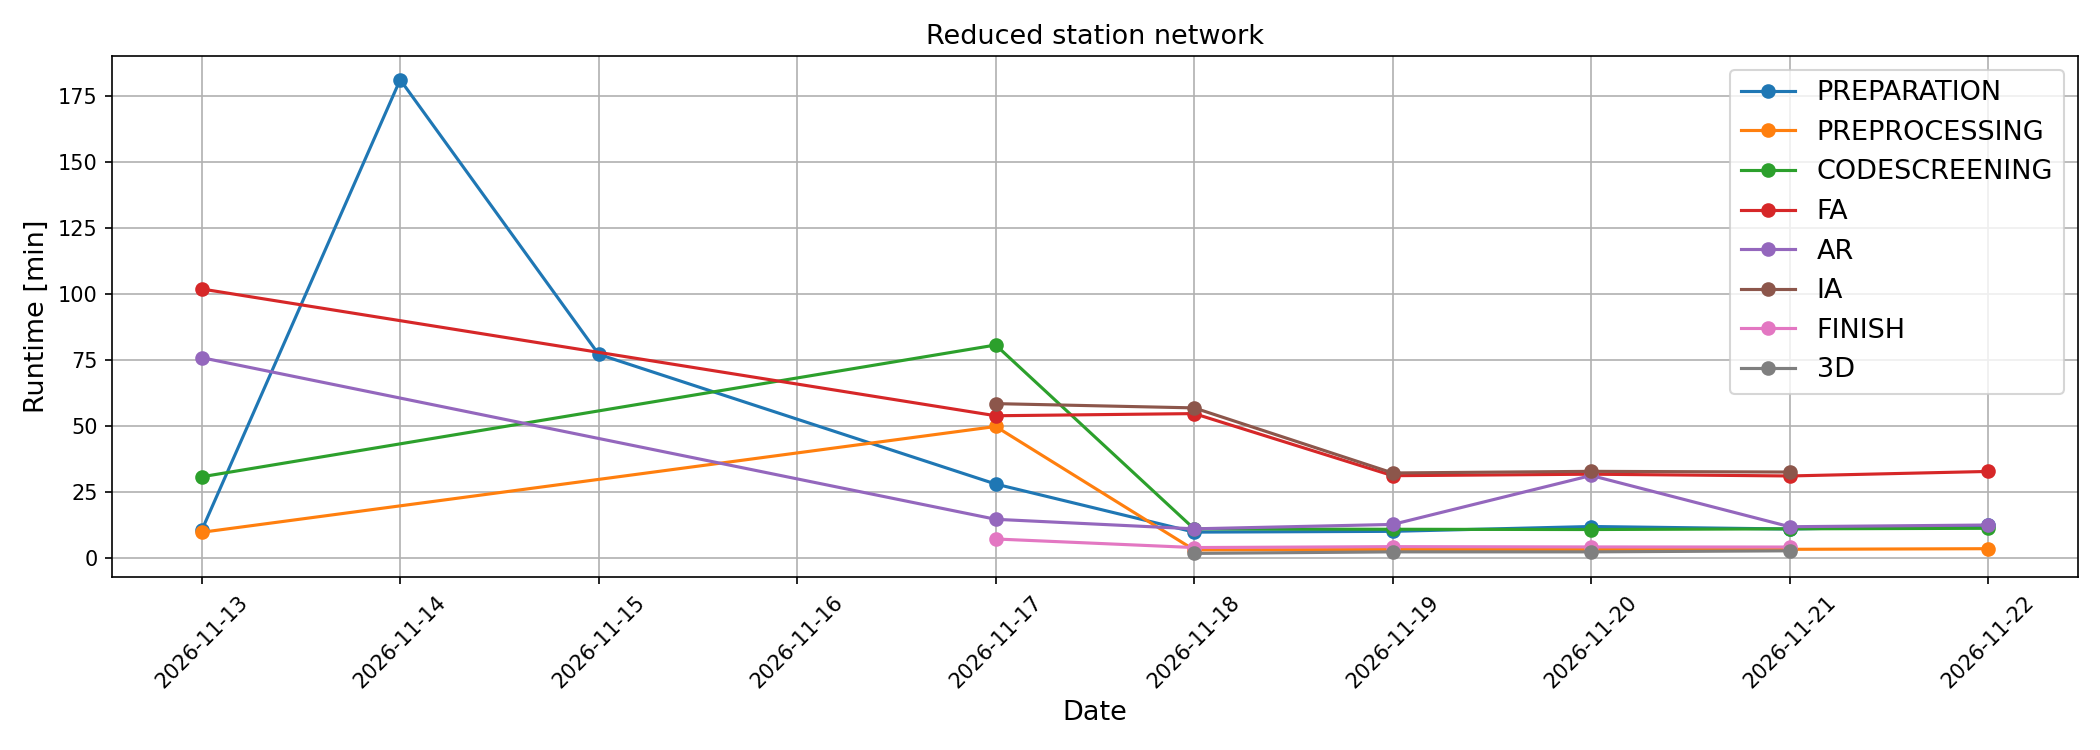 Reduced station network
Runtime [min]
175
150
125
100
75
50
25
0
PREPARATION
PREPROCESSING
CODESCREENING
FA
AR
IA
FINISH
3D
2026-11-13
2026-11-14
2026-11-15
2026-11-16
2026-11-17
2026-11-18
2026-11-19
2026-11-20
2026-11-21
2026-11-22
Date